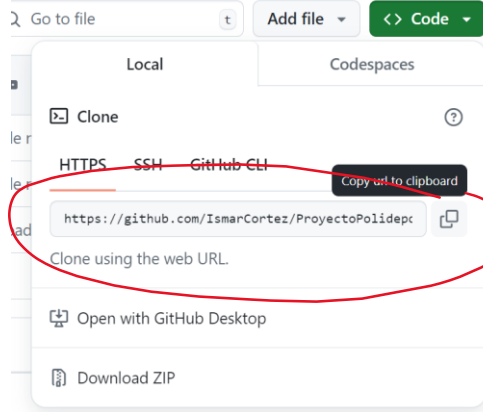 Go to file t Add file <> Code
Local Codespaces
Clone
HTTPS SSH GitHub CLI
Copy url to clipboard
https://github.com/IsmarCortez/ProyectoPolidepo
Clone using the web URL.
Open with GitHub Desktop
Download ZIP